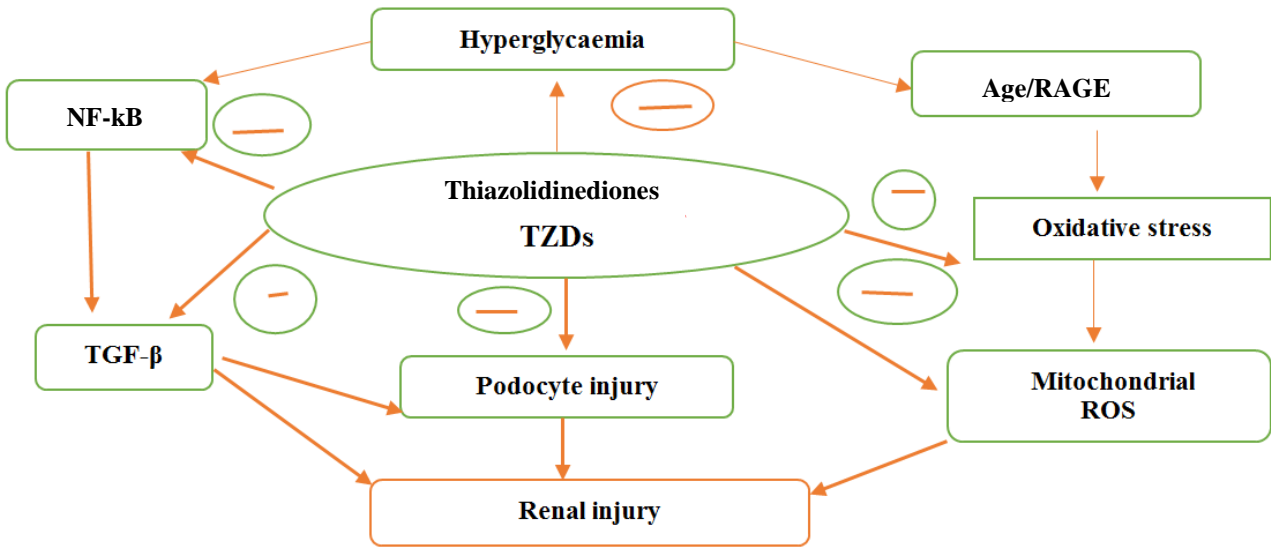 Hyperglycaemia
Age/RAGE
NF-kB
Thiazolidinediones
TZDs
Oxidative stress
TGF-β
Podocyte injury
Mitochondrial
ROS
Renal injury